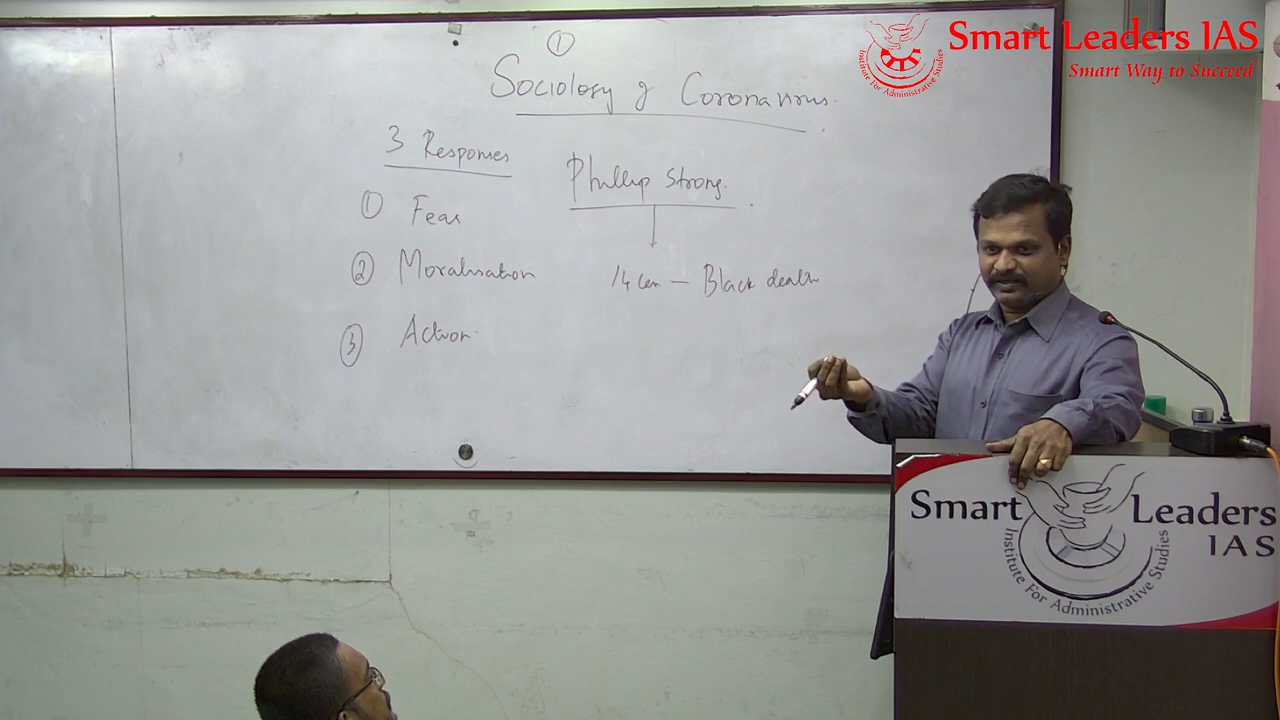 ①
Sociology of Coronavirus.
3 Responses
Phillip Strong.
① Fear
② Moralisation
14 cen – Black death
③ Action
Smart Leaders IAS
Smart Way to Succeed
Institute For Administrative Studies
Smart Leaders
IAS
Institute For Administrative Studies